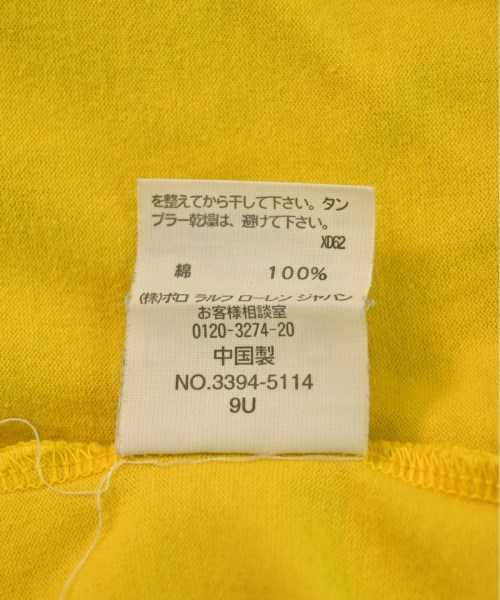 を整えてから干して下さい。タン
ブラー乾燥は、避けて下さい。
XD62
綿 100%
(株)ポロ ラルフ ローレン ジャパン
お客様相談室
0120-3274-20
中国製
NO.3394-5114
9U